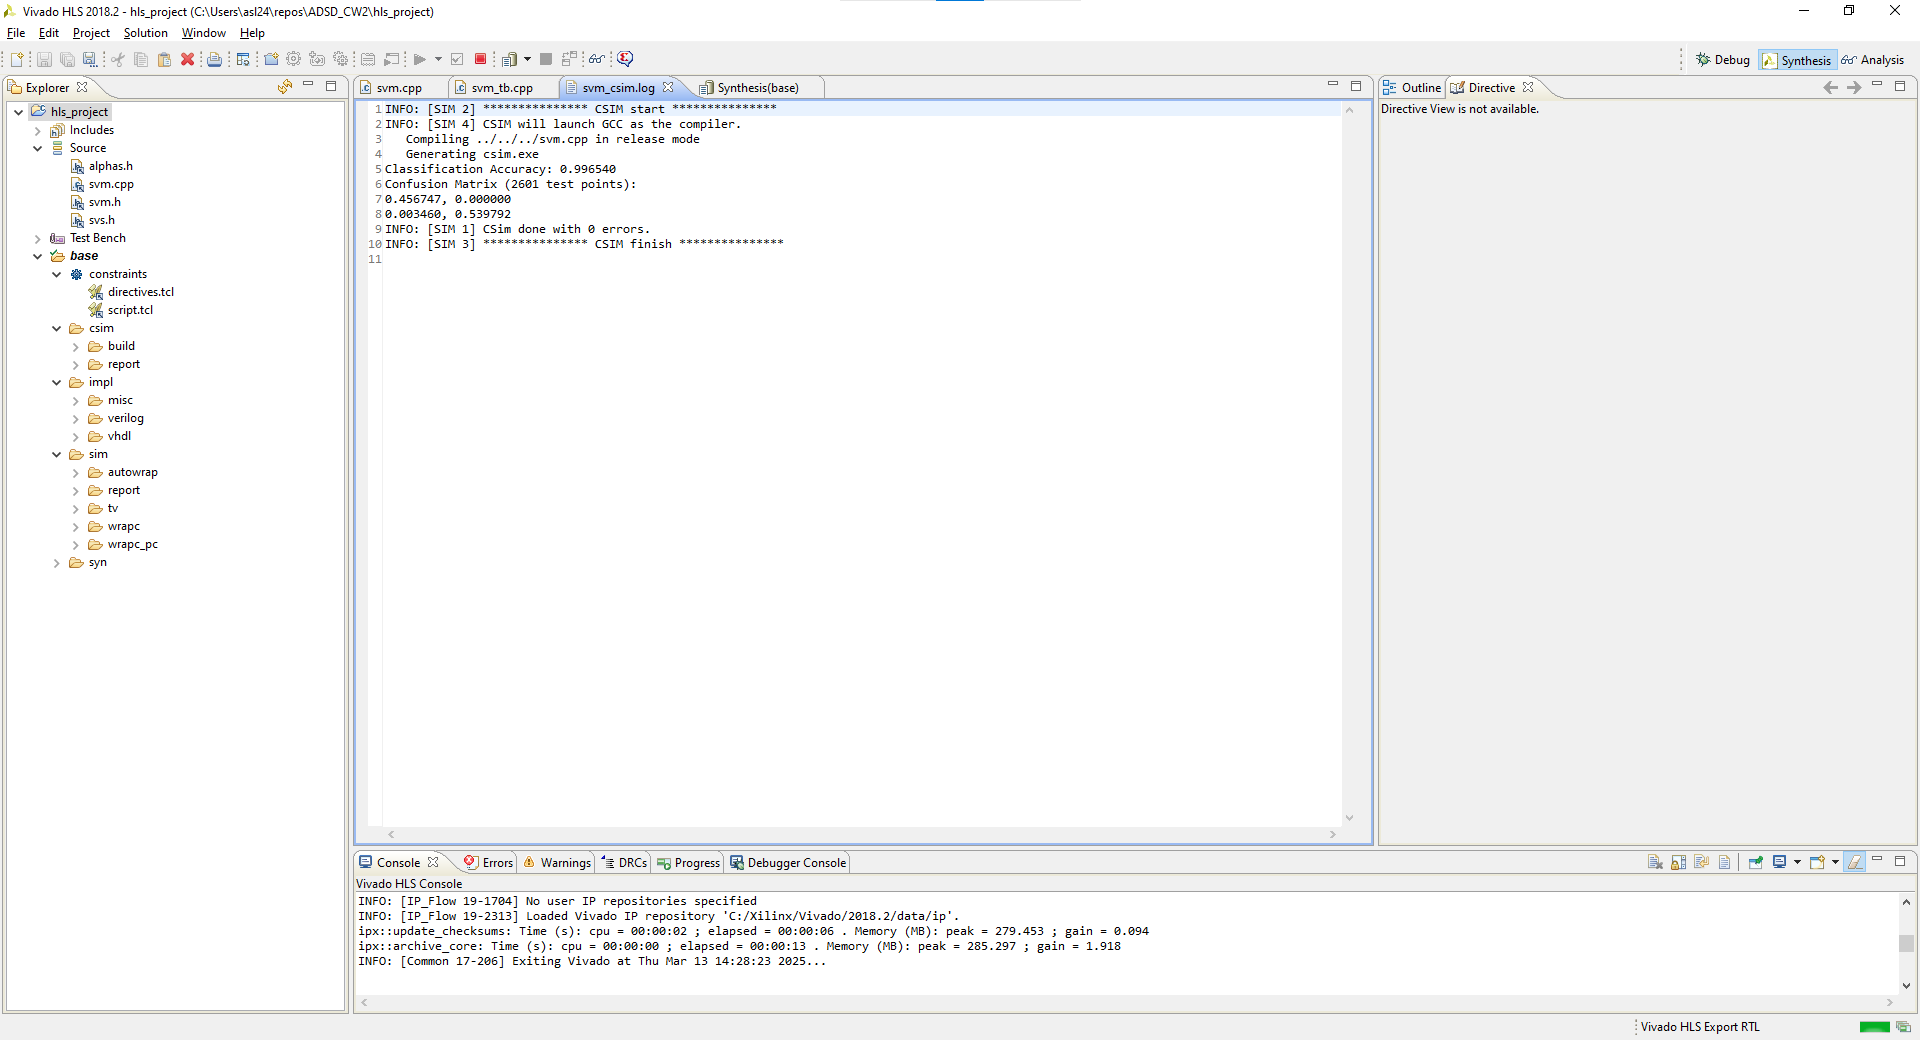 Vivado HLS 2018.2 - hls_project (C:\Users\asl24\repos\ADSD_CW2\hls_project)
File Edit Project Solution Window Help
Debug Synthesis Analysis
Explorer
hls_project
Includes
Source
alphas.h
svm.cpp
svm.h
svs.h
Test Bench
base
constraints
directives.tcl
script.tcl
csim
build
report
impl
misc
verilog
vhdl
sim
autowrap
report
tv
wrapc
wrapc_pc
syn
svm.cpp svm_tb.cpp svm_csim.log Synthesis(base)
1 INFO: [SIM 2] *************** CSIM start ***************
2 INFO: [SIM 4] CSIM will launch GCC as the compiler.
3 Compiling ../../../svm.cpp in release mode
4 Generating csim.exe
5 Classification Accuracy: 0.996540
6 Confusion Matrix (2601 test points):
7 0.456747, 0.000000
8 0.003460, 0.539792
9 INFO: [SIM 1] CSim done with 0 errors.
10 INFO: [SIM 3] *************** CSIM finish ***************
11
Outline Directive
Directive View is not available.
Console Errors Warnings DRCs Progress Debugger Console
Vivado HLS Console
INFO: [IP_Flow 19-1704] No user IP repositories specified
INFO: [IP_Flow 19-2313] Loaded Vivado IP repository 'C:/Xilinx/Vivado/2018.2/data/ip'.
ipx::update_checksums: Time (s): cpu = 00:00:02 ; elapsed = 00:00:06 . Memory (MB): peak = 279.453 ; gain = 0.094
ipx::archive_core: Time (s): cpu = 00:00:00 ; elapsed = 00:00:13 . Memory (MB): peak = 285.297 ; gain = 1.918
INFO: [Common 17-206] Exiting Vivado at Thu Mar 13 14:28:23 2025...
Vivado HLS Export RTL